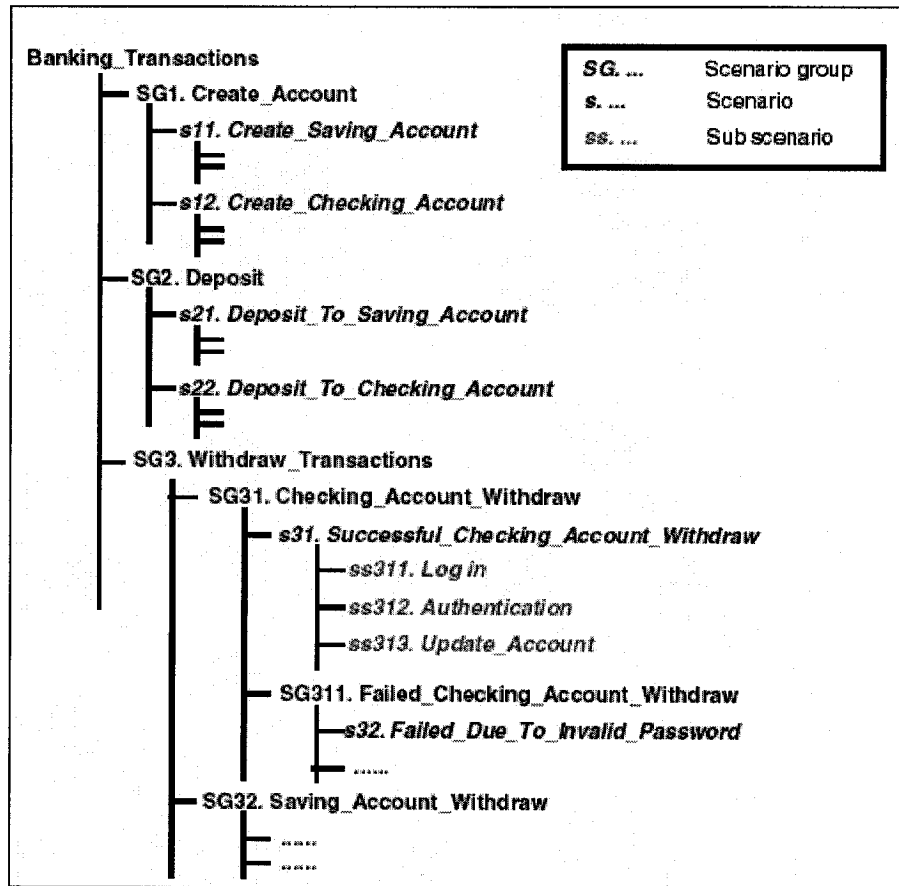 Banking_Transactions
SG. ... Scenario group
s. ... Scenario
ss. ... Sub scenario
SG1. Create_Account
s11. Create_Saving_Account
s12. Create_Checking_Account
SG2. Deposit
s21. Deposit_To_Saving_Account
s22. Deposit_To_Checking_Account
SG3. Withdraw_Transactions
SG31. Checking_Account_Withdraw
s31. Successful_Checking_Account_Withdraw
ss311. Log in
ss312. Authentication
ss313. Update_Account
SG311. Failed_Checking_Account_Withdraw
s32. Failed_Due_To_Invalid_Password
......
SG32. Saving_Account_Withdraw
......
......